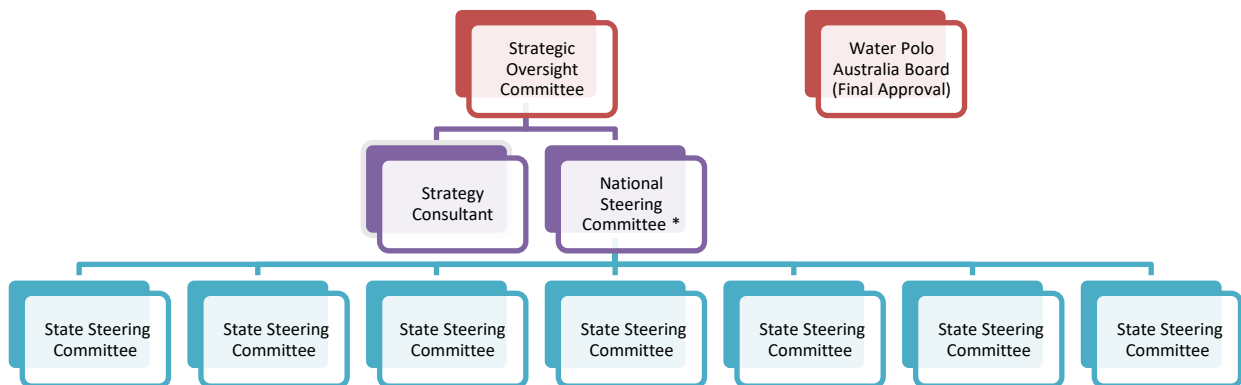 Strategic
Oversight
Committee
Water Polo
Australia Board
(Final Approval)
Strategy
Consultant
National
Steering
Committee *
State Steering
Committee
State Steering
Committee
State Steering
Committee
State Steering
Committee
State Steering
Committee
State Steering
Committee
State Steering
Committee